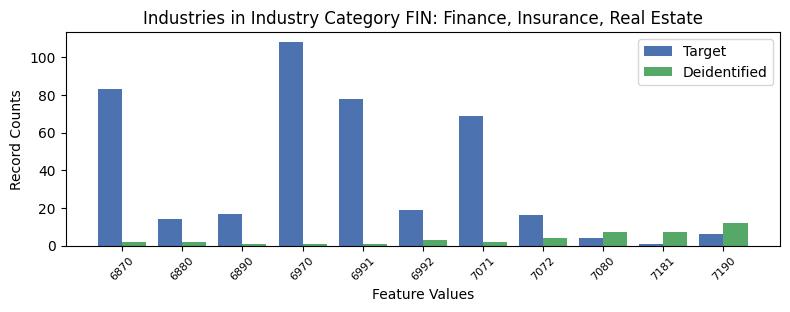 Industries in Industry Category FIN: Finance, Insurance, Real Estate
Target
Deidentified
Record Counts
100
80
60
40
20
0
6870 6880 6890 6970 6991 6992 7071 7072 7080 7181 7190
Feature Values